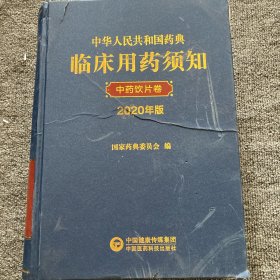 中华人民共和国药典
临床用药须知
中药饮片卷
2020年版
国家药典委员会 编
中国健康传媒集团
中国医药科技出版社